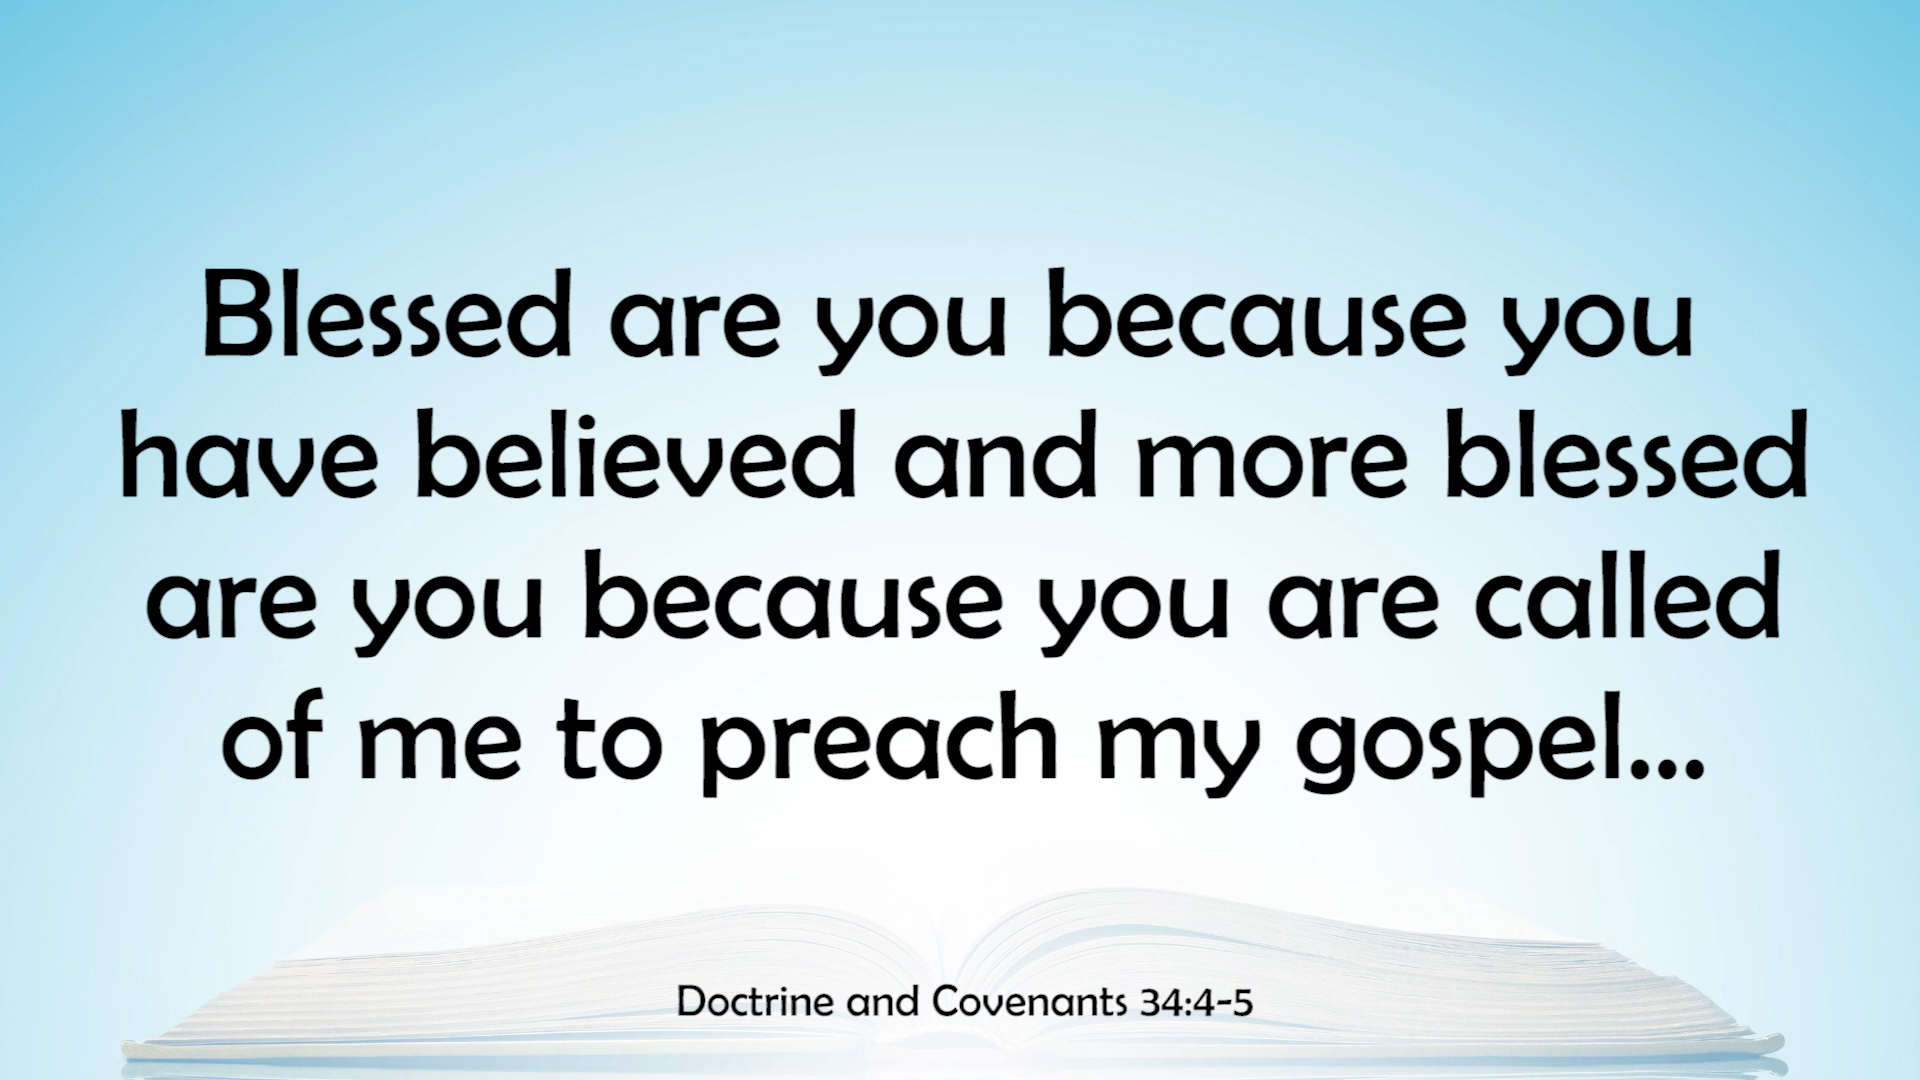 Blessed are you because you
have believed and more blessed
are you because you are called
of me to preach my gospel...
Doctrine and Covenants 34:4-5